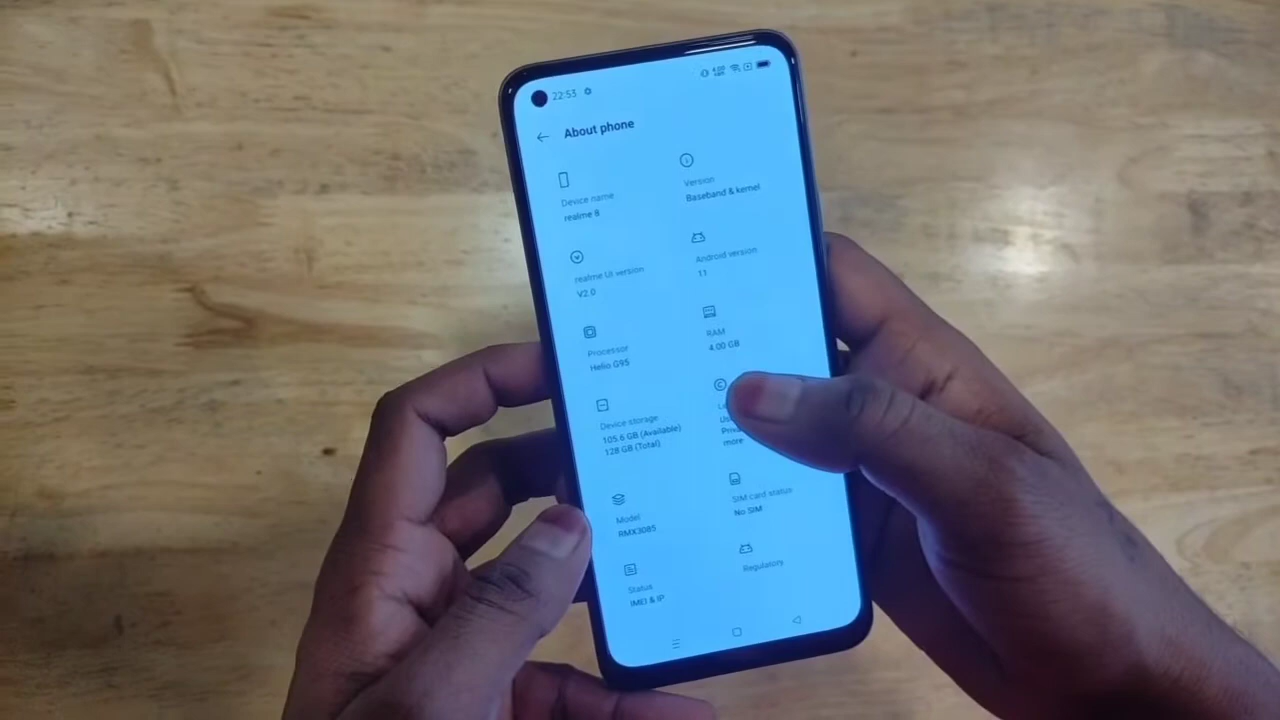 22:53
About phone
Device name
realme 8
Version
Baseband & kernel
realme UI version
V2.0
Android version
11
Processor
Helio G95
RAM
4.00 GB
Device storage
105.6 GB (Available)
128 GB (Total)
more
Model
RMX3085
SIM card status
No SIM
Status
IMEI & IP
Regulatory